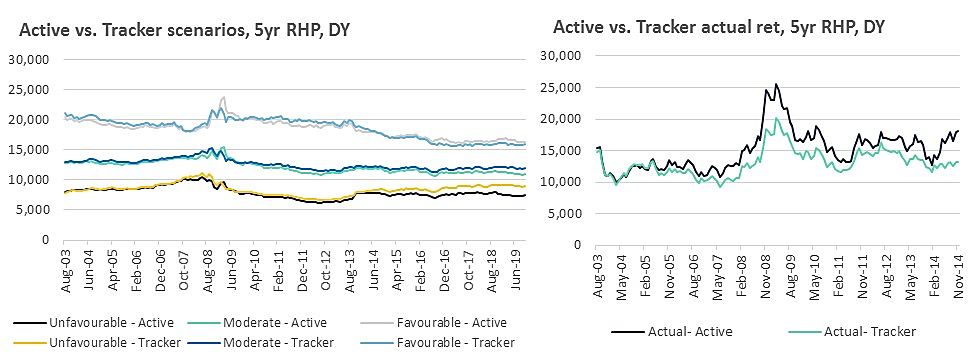 Active vs. Tracker scenarios, 5yr RHP, DY
30,000
25,000
20,000
15,000
10,000
5,000
0
Aug-03
Jun-04
Apr-05
Feb-06
Dec-06
Oct-07
Aug-08
Jun-09
Apr-10
Feb-11
Dec-11
Oct-12
Aug-13
Jun-14
Apr-15
Feb-16
Dec-16
Oct-17
Aug-18
Jun-19
Unfavourable - Active
Moderate - Active
Favourable - Active
Unfavourable - Tracker
Moderate - Tracker
Favourable - Tracker
Active vs. Tracker actual ret, 5yr RHP, DY
30,000
25,000
20,000
15,000
10,000
5,000
0
Aug-03
May-04
Feb-05
Nov-05
Aug-06
May-07
Feb-08
Nov-08
Aug-09
May-10
Feb-11
Nov-11
Aug-12
May-13
Feb-14
Nov-14
Actual- Active
Actual- Tracker